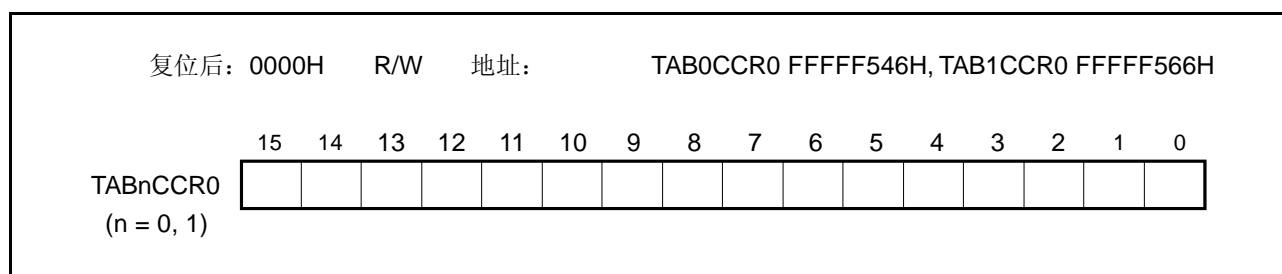 复位后：0000H R/W 地址： TAB0CCR0 FFFFF546H, TAB1CCR0 FFFFF566H
15 14 13 12 11 10 9 8 7 6 5 4 3 2 1 0
TABnCCR0
(n = 0, 1)